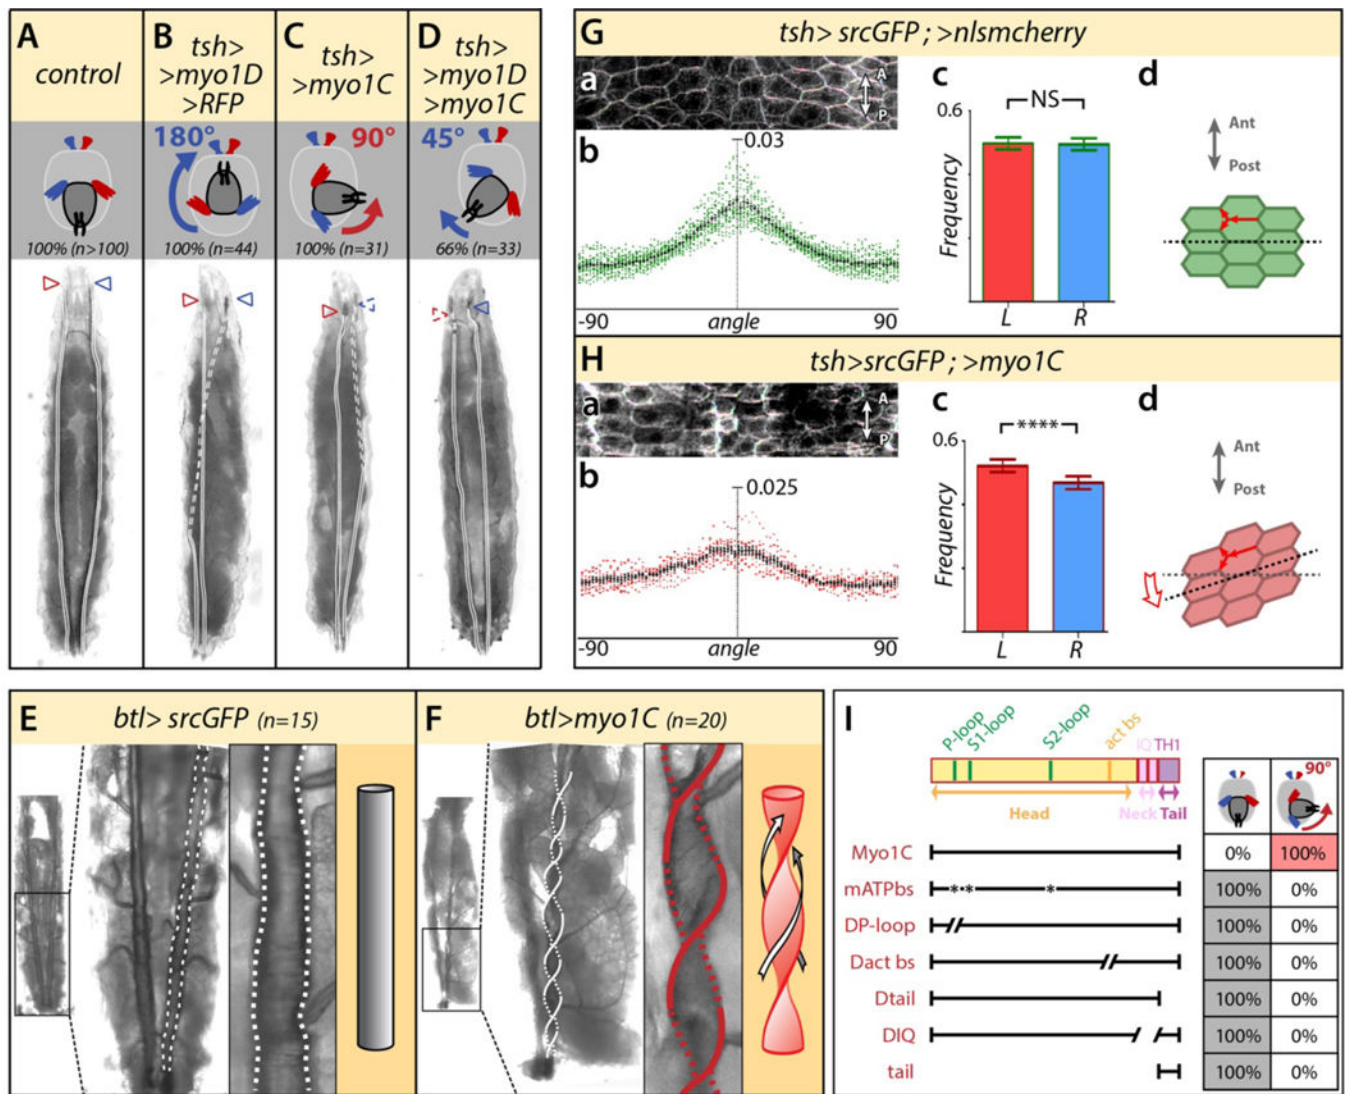 A
control
100% (n>100)
B
tsh>
>myo1D
>RFP
180°
100% (n=44)
C
tsh>
>myo1C
90°
100% (n=31)
D
tsh>
>myo1D
>myo1C
45°
66% (n=33)
G
tsh> srcGFP ; >nlsmcherry
a
A
P
b
0.03
-90
angle
90
c
0.6
NS
Frequency
L
R
d
Ant
Post
H
tsh>srcGFP ; >myo1C
a
A
P
b
0.025
-90
angle
90
c
0.6
****
Frequency
L
R
d
Ant
Post
E
btl> srcGFP (n=15)
F
btl>myo1C (n=20)
I
P-loop
S1-loop
S2-loop
act bs
IQ
TH1
Head
Neck
Tail
90°
Myo1C 0% 100%
mATPbs * * * 100% 0%
DP-loop 100% 0%
Dact bs 100% 0%
Dtail 100% 0%
DIQ 100% 0%
tail 100% 0%